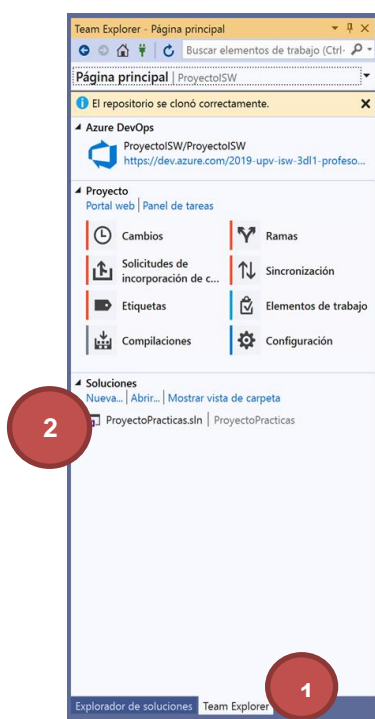 Team Explorer - Página principal
Buscar elementos de trabajo (Ctrl-
Página principal | ProyectoISW
El repositorio se clonó correctamente.
Azure DevOps
ProyectoISW/ProyectoISW
https://dev.azure.com/2019-upv-isw-3dl1-profeso...
Proyecto
Portal web | Panel de tareas
Cambios
Ramas
Solicitudes de
incorporación de c...
Sincronización
Etiquetas
Elementos de trabajo
Compilaciones
Configuración
Soluciones
Nueva... | Abrir... | Mostrar vista de carpeta
2
ProyectoPracticas.sln | ProyectoPracticas
Explorador de soluciones
Team Explorer
1